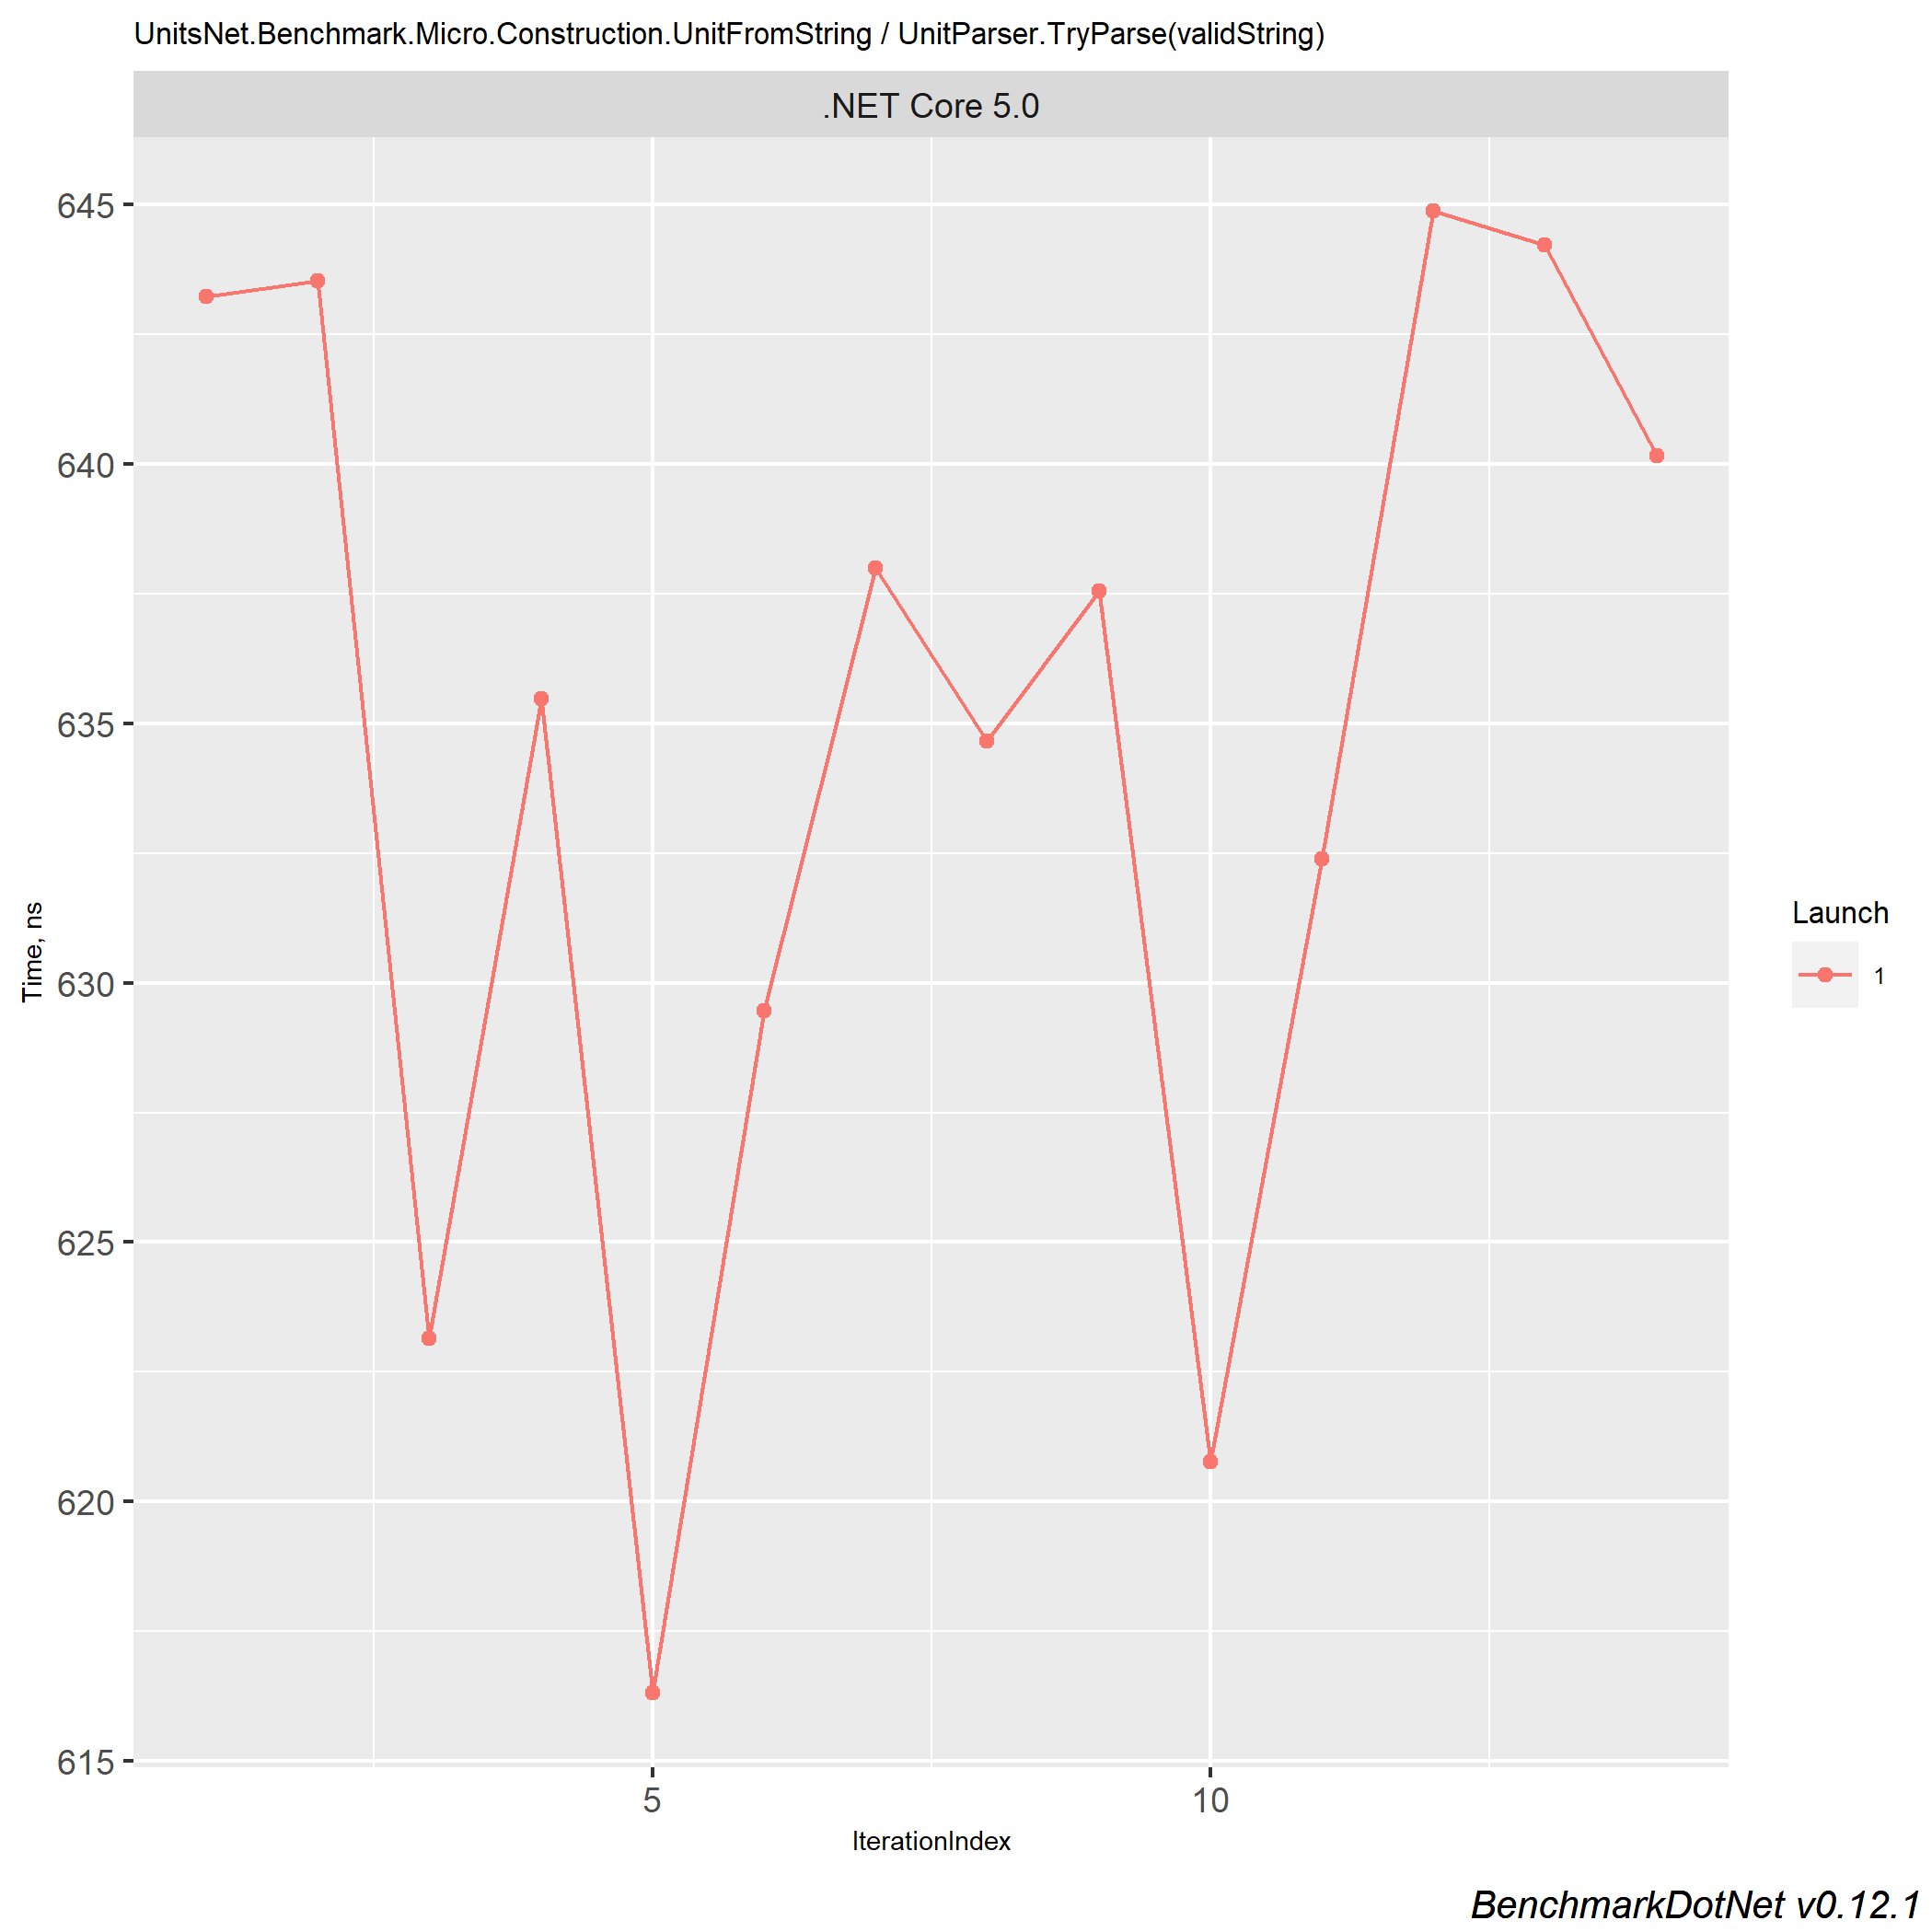 UnitsNet.Benchmark.Micro.Construction.UnitFromString / UnitParser.TryParse(validString)
.NET Core 5.0
645
640
635
630
625
620
615
Time, ns
5
10
IterationIndex
Launch
1
BenchmarkDotNet v0.12.1